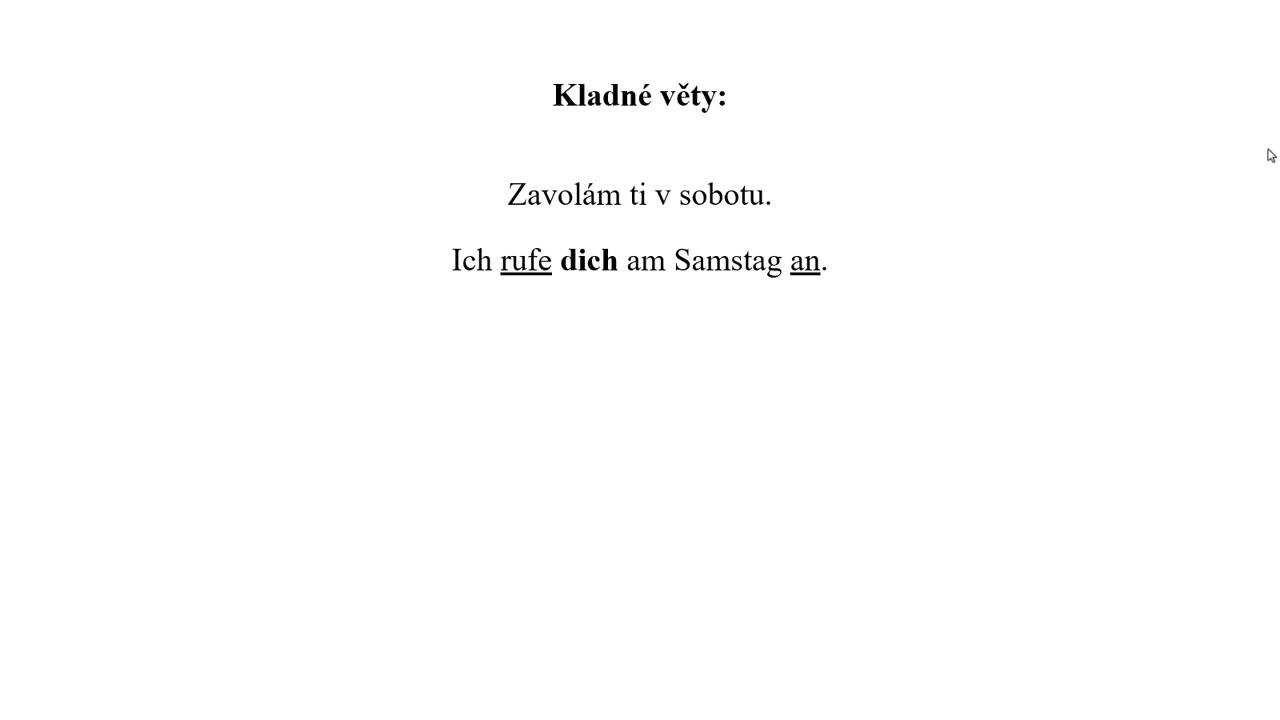 Kladné věty:
Zavolám ti v sobotu.
Ich rufe dich am Samstag an.